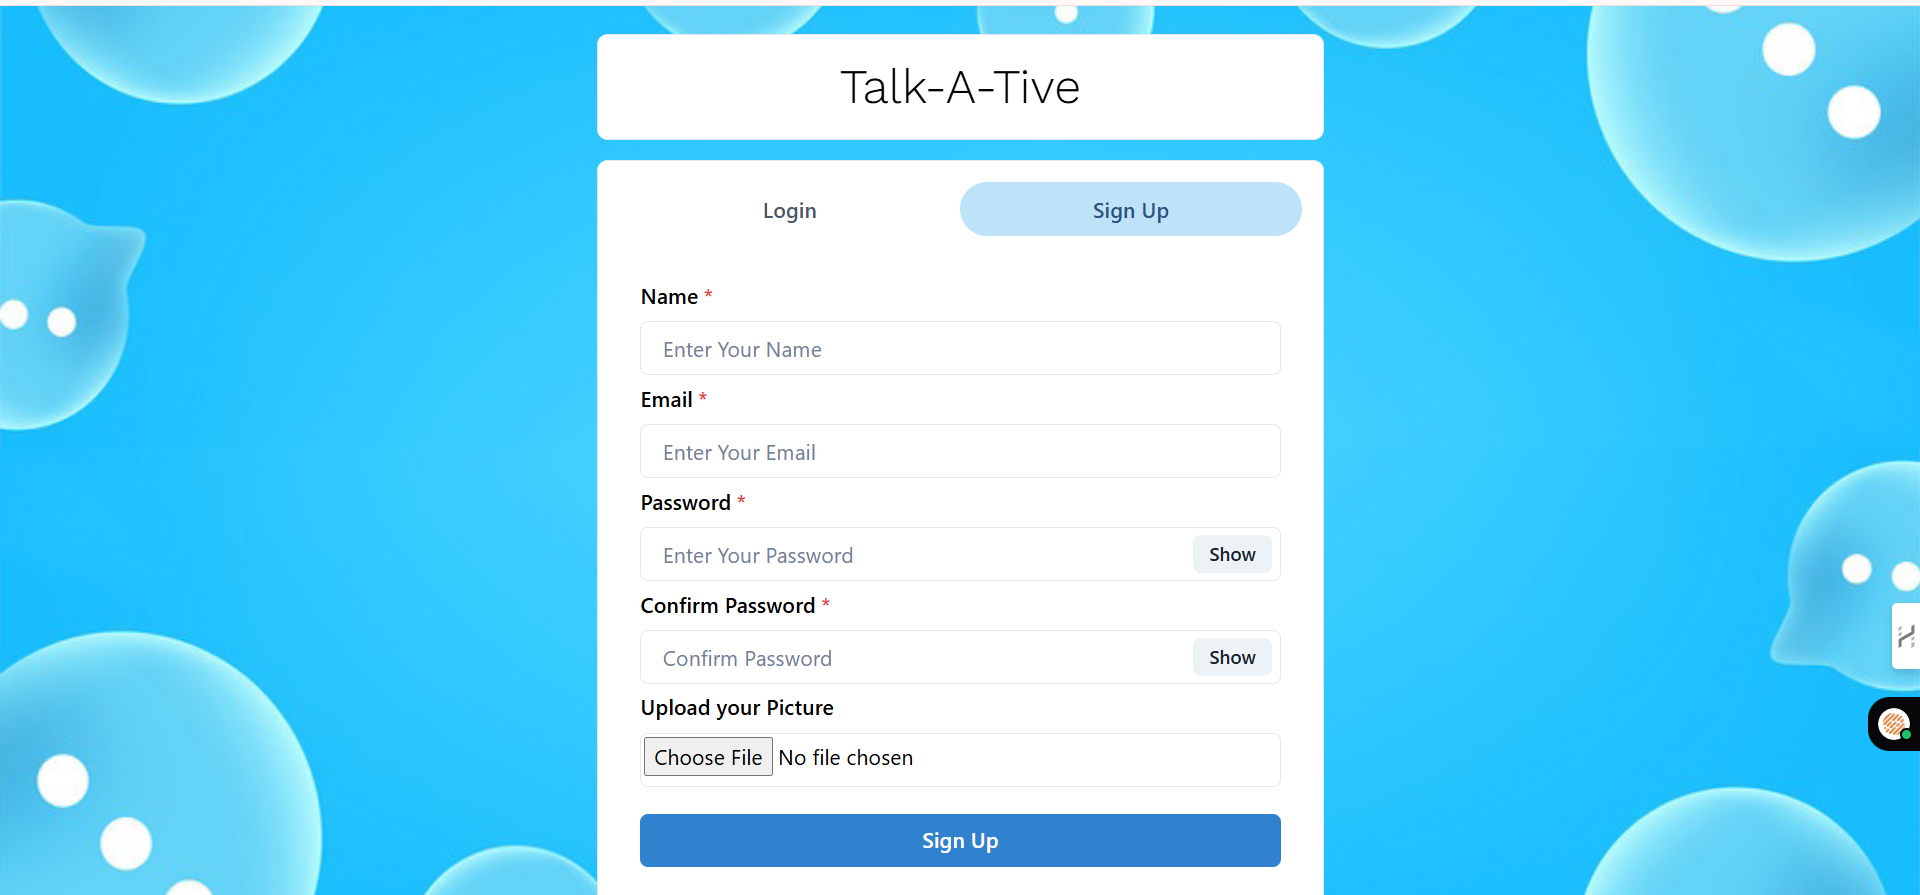 Talk-A-Tive
Login
Sign Up
Name *
Enter Your Name
Email *
Enter Your Email
Password *
Enter Your Password
Show
Confirm Password *
Confirm Password
Show
Upload your Picture
Choose File No file chosen
Sign Up